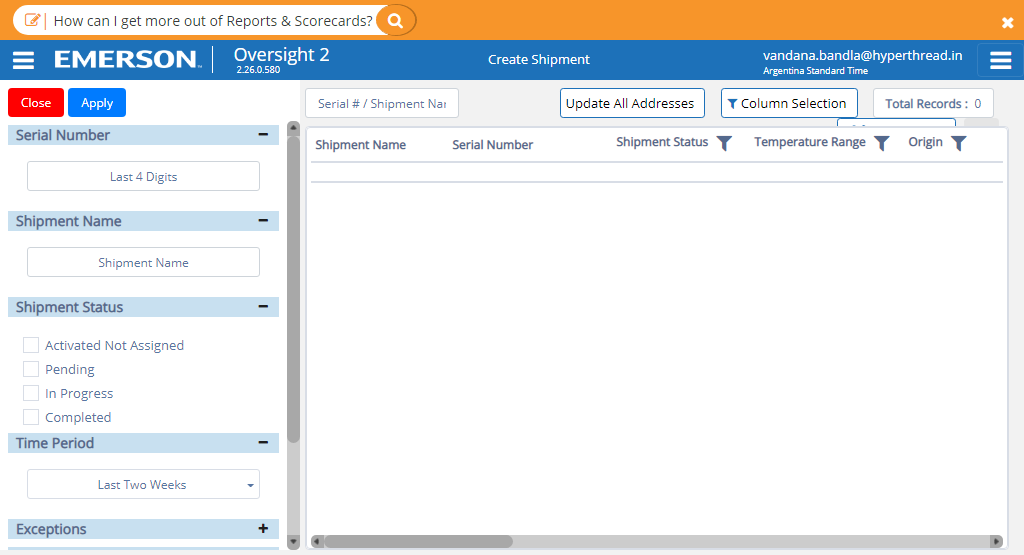 How can I get more out of Reports & Scorecards?
EMERSON
Oversight 2
2.26.0.580
Create Shipment
vandana.bandla@hyperthread.in
Argentina Standard Time
Close
Apply
Serial # / Shipment Nar
Update All Addresses
Column Selection
Total Records : 0
Serial Number
Last 4 Digits
Shipment Name
Shipment Name
Shipment Status
Activated Not Assigned
Pending
In Progress
Completed
Time Period
Last Two Weeks
Exceptions
Shipment Name
Serial Number
Shipment Status
Temperature Range
Origin